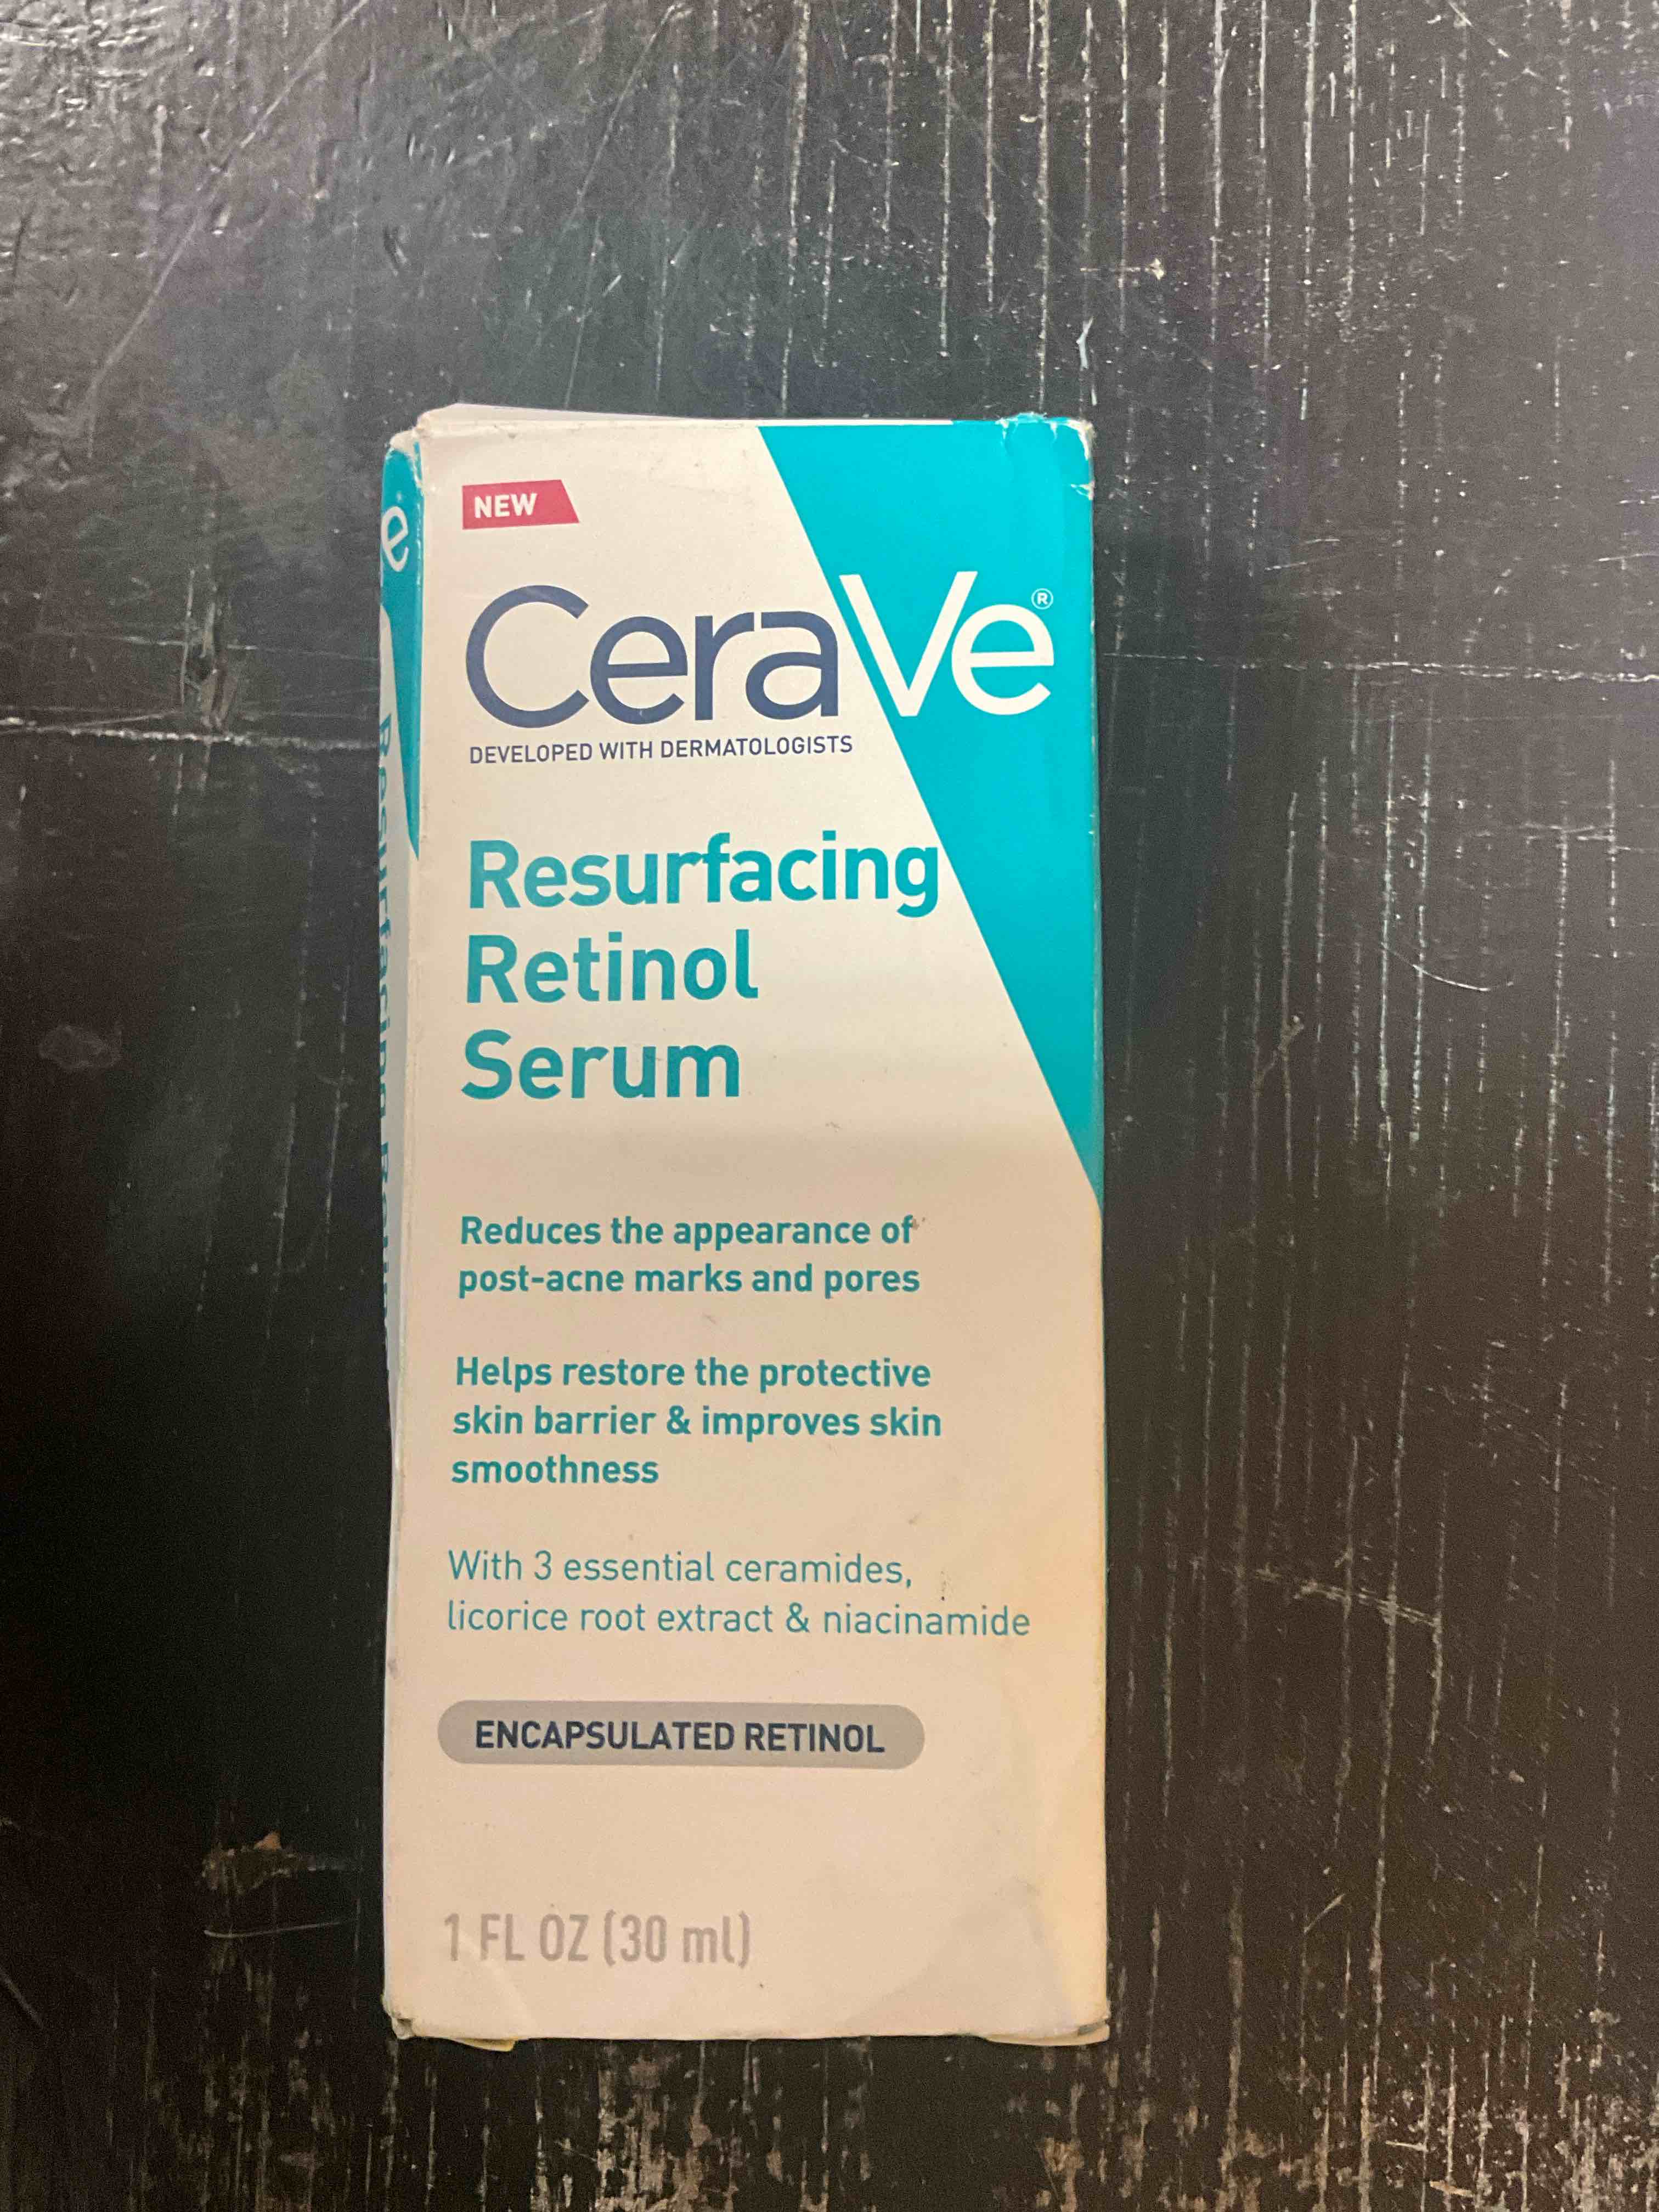 NEW
CeraVe®
DEVELOPED WITH DERMATOLOGISTS
Resurfacing
Retinol
Serum
Reduces the appearance of
post-acne marks and pores
Helps restore the protective
skin barrier & improves skin
smoothness
With 3 essential ceramides,
licorice root extract & niacinamide
ENCAPSULATED RETINOL
1 FL OZ (30 ml)